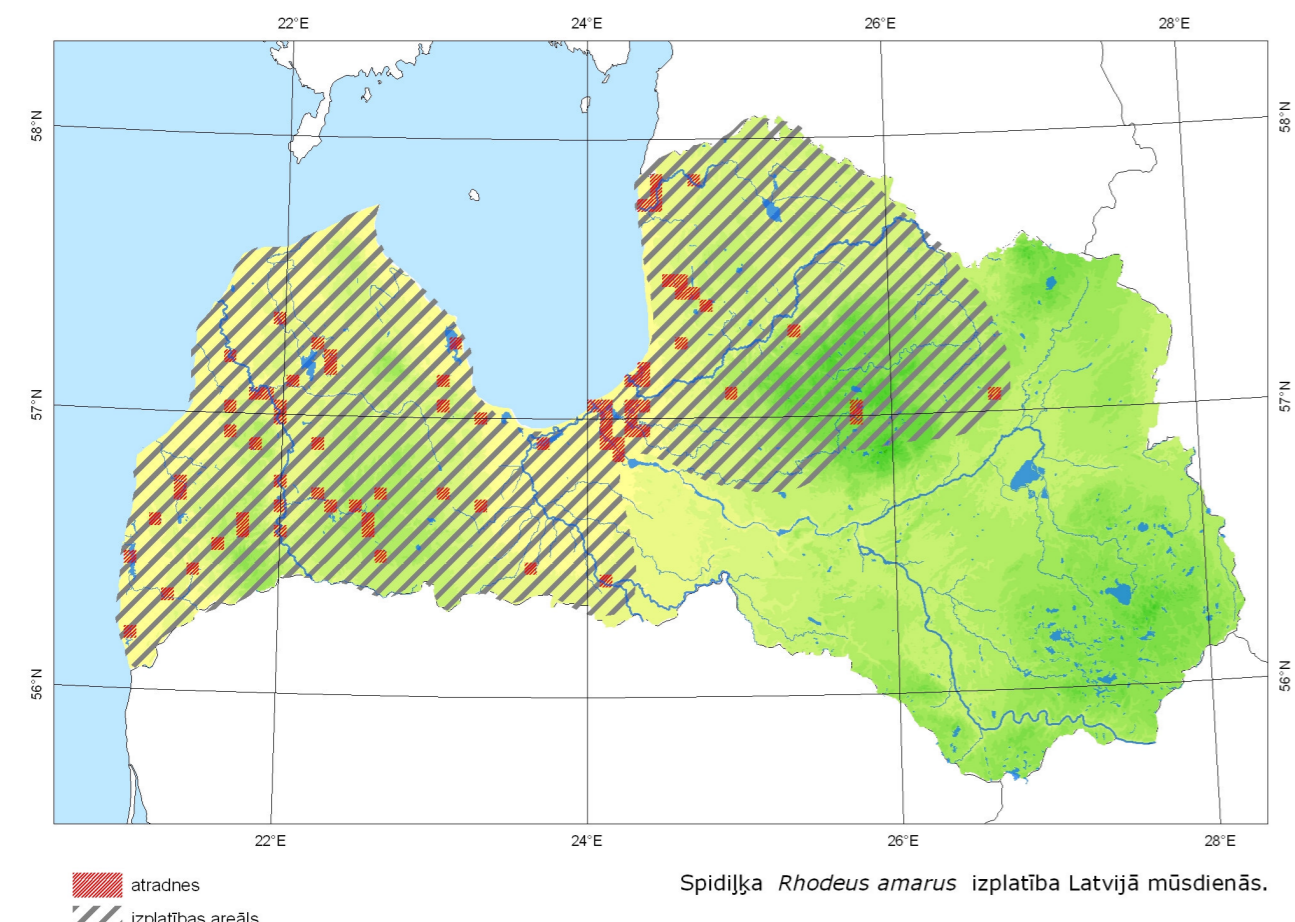 22°E 24°E 26°E 28°E
58°N 58°N
57°N 57°N
56°N 56°N
22°E 24°E 26°E 28°E
atradnes
Spidiļķa Rhodeus amarus izplatība Latvijā mūsdienās.
izplatības areāls